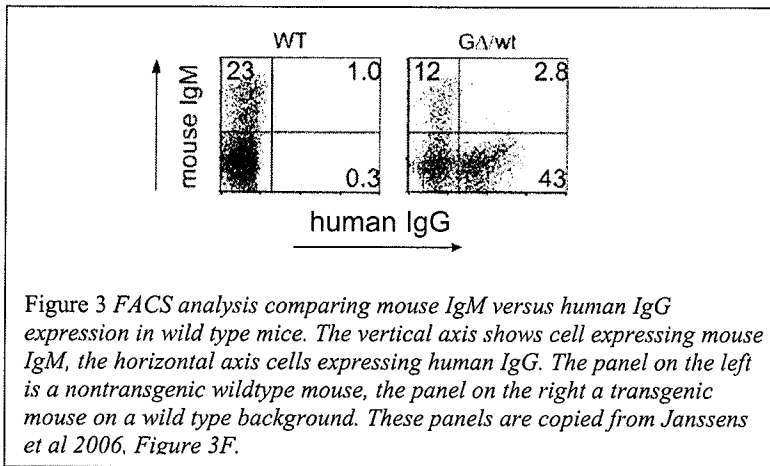 WT
GΔ/wt
23
1.0
12
2.8
mouse IgM
0.3
43
human IgG
Figure 3 FACS analysis comparing mouse IgM versus human IgG
expression in wild type mice. The vertical axis shows cell expressing mouse
IgM, the horizontal axis cells expressing human IgG. The panel on the left
is a nontransgenic wildtype mouse, the panel on the right a transgenic
mouse on a wild type background. These panels are copied from Janssens
et al 2006, Figure 3F.